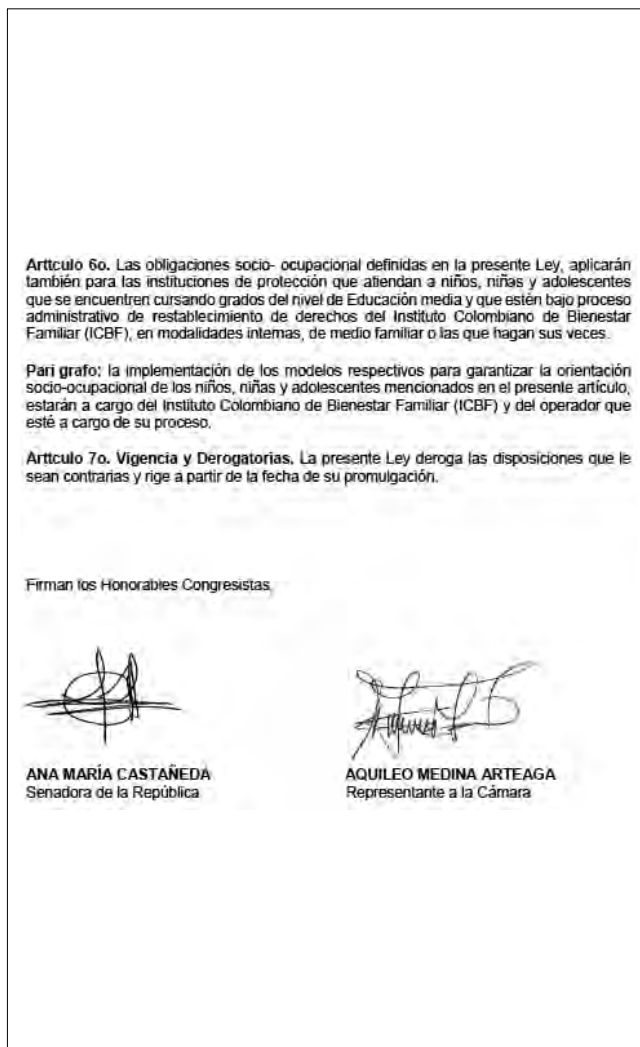 Artículo 6o. Las obligaciones socio- ocupacional definidas en la presente Ley, aplicarán
también para las instituciones de protección que atiendan a niños, niñas y adolescentes
que se encuentren cursando grados del nivel de Educación media y que estén bajo proceso
administrativo de restablecimiento de derechos del Instituto Colombiano de Bienestar
Familiar (ICBF), en modalidades internas, de medio familiar o las que hagan sus veces.
Pari grafo: la implementación de los modelos respectivos para garantizar la orientación
socio-ocupacional de los niños, niñas y adolescentes mencionados en el presente artículo,
estarán a cargo del Instituto Colombiano de Bienestar Familiar (ICBF) y del operador que
esté a cargo de su proceso.
Artículo 7o. Vigencia y Derogatorias. La presente Ley deroga las disposiciones que le
sean contrarias y rige a partir de la fecha de su promulgación.
Firman los Honorables Congresistas,
ANA MARÍA CASTAÑEDA
Senadora de la República
AQUILEO MEDINA ARTEAGA
Representante a la Cámara